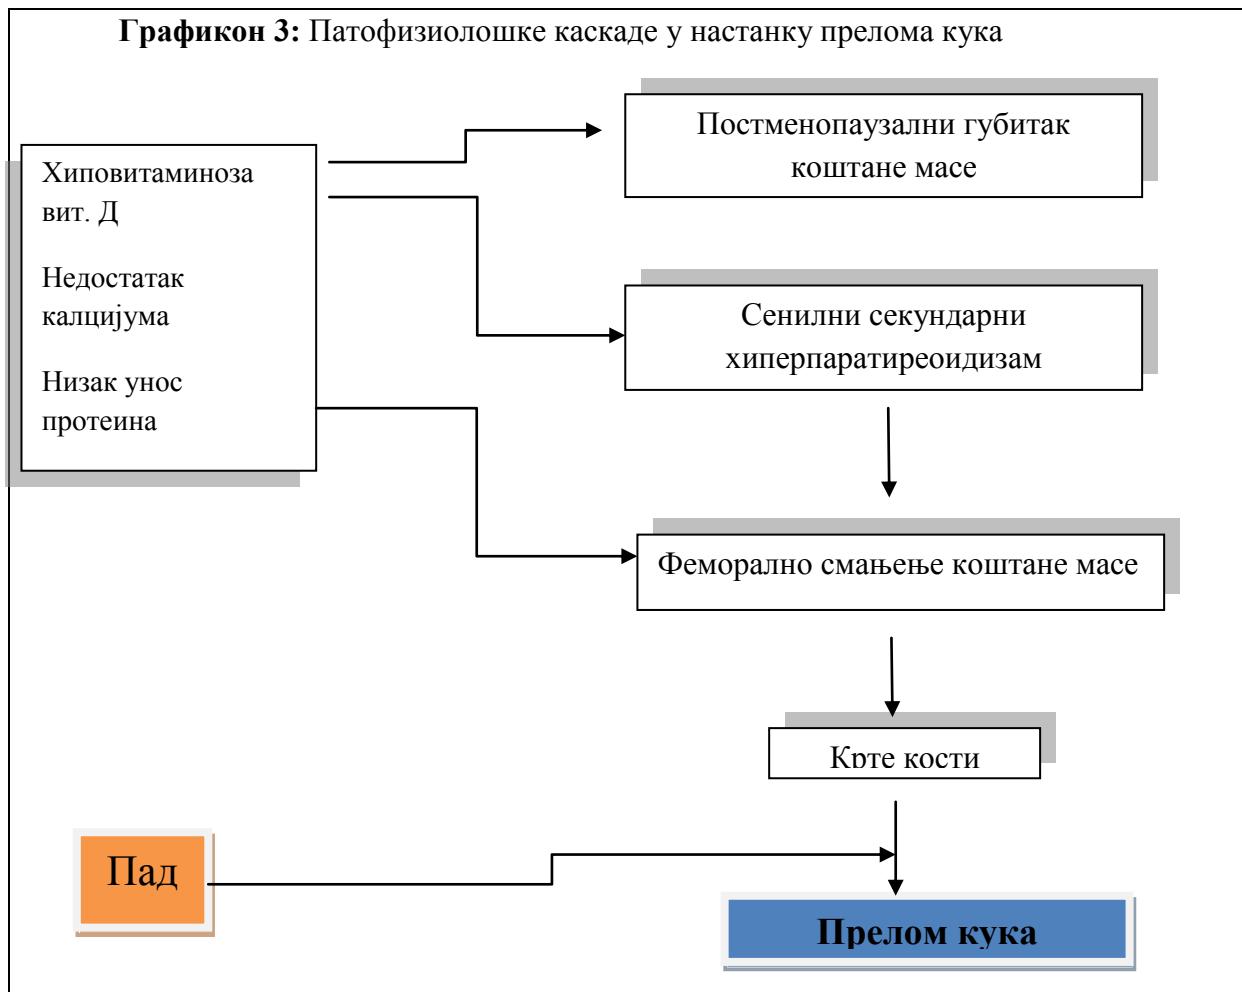 Графикон 3: Патофизиолошке каскаде у настанку прелома кука
Хиповитаминоза
вит. Д
Недостатак
калцијума
Низак унос
протеина
Постменопаузални губитак
коштане масе
Сенилни секундарни
хиперпаратиреоидизам
Феморално смањење коштане масе
Крте кости
Пад
Прелом кука